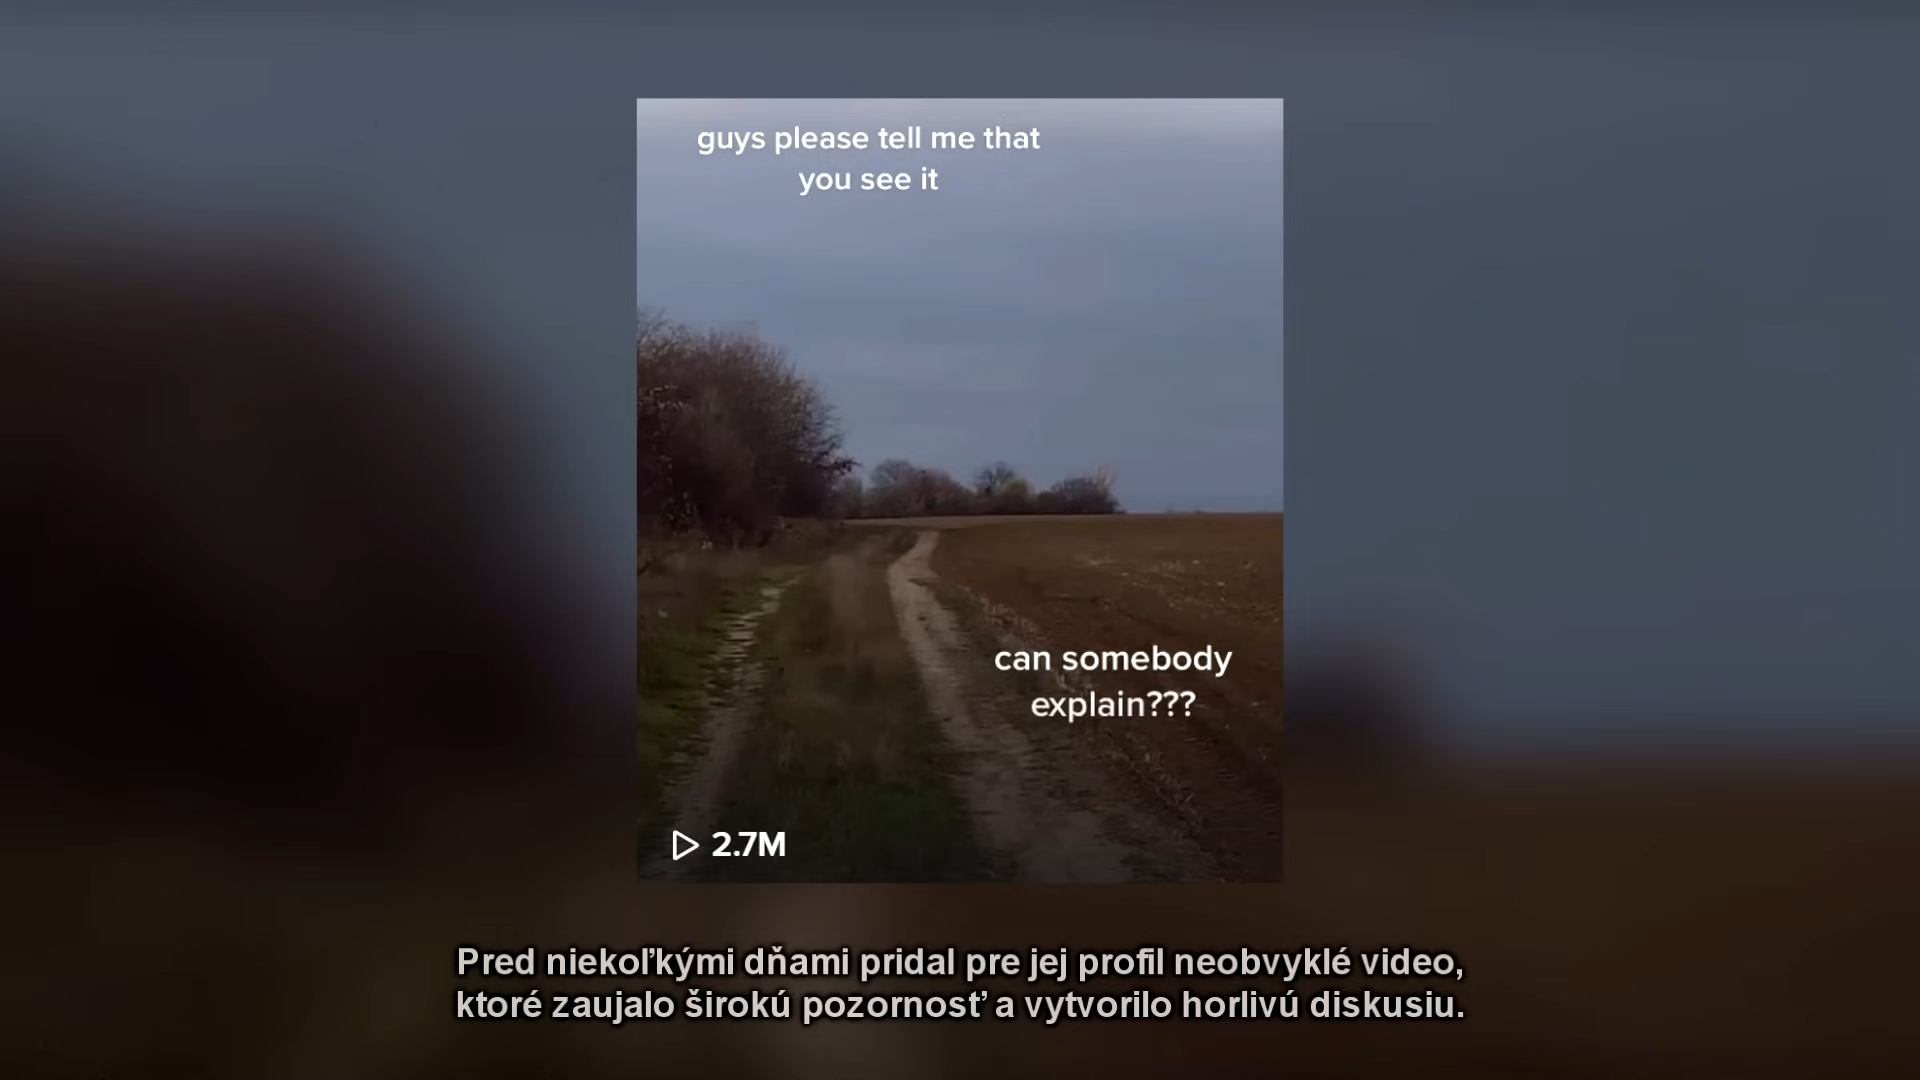 guys please tell me that
you see it
can somebody
explain???
2.7M
Pred niekoľkými dňami pridal pre jej profil neobvyklé video,
ktoré zaujalo širokú pozornosť a vytvorilo horlivú diskusiu.